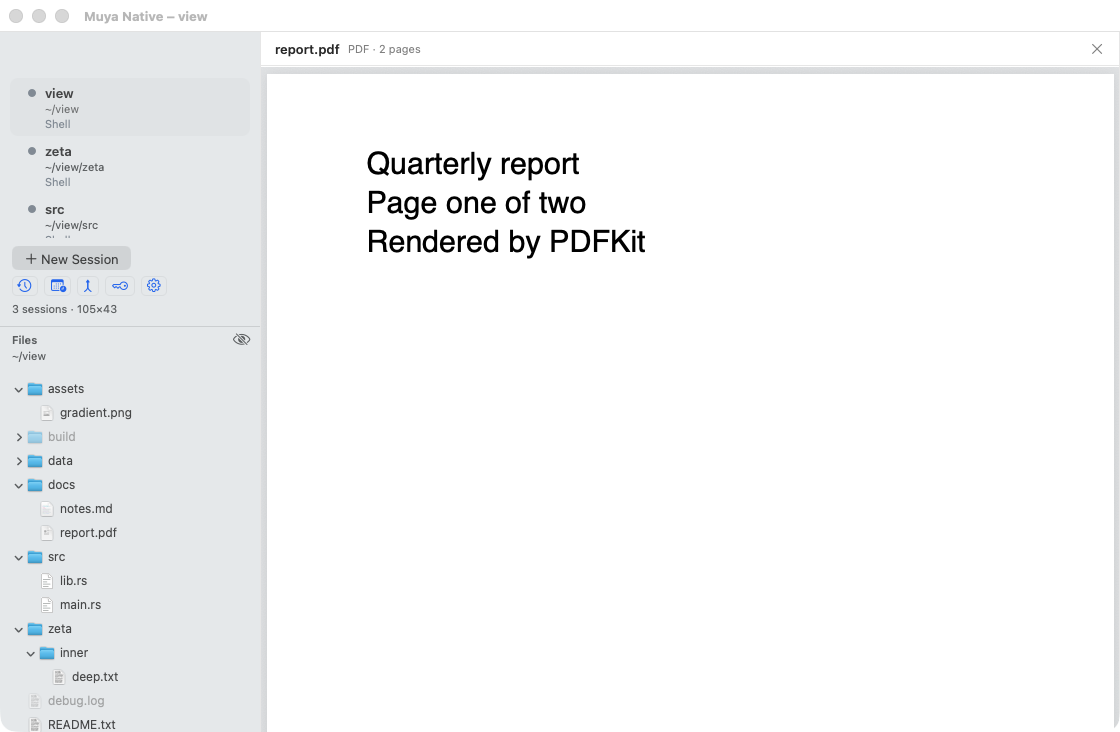 Muya Native – view
report.pdf PDF · 2 pages
view
~/view
Shell
zeta
~/view/zeta
Shell
src
~/view/src
+ New Session
3 sessions · 105×43
Files
~/view
assets
gradient.png
build
data
docs
notes.md
report.pdf
src
lib.rs
main.rs
zeta
inner
deep.txt
debug.log
README.txt
Quarterly report
Page one of two
Rendered by PDFKit